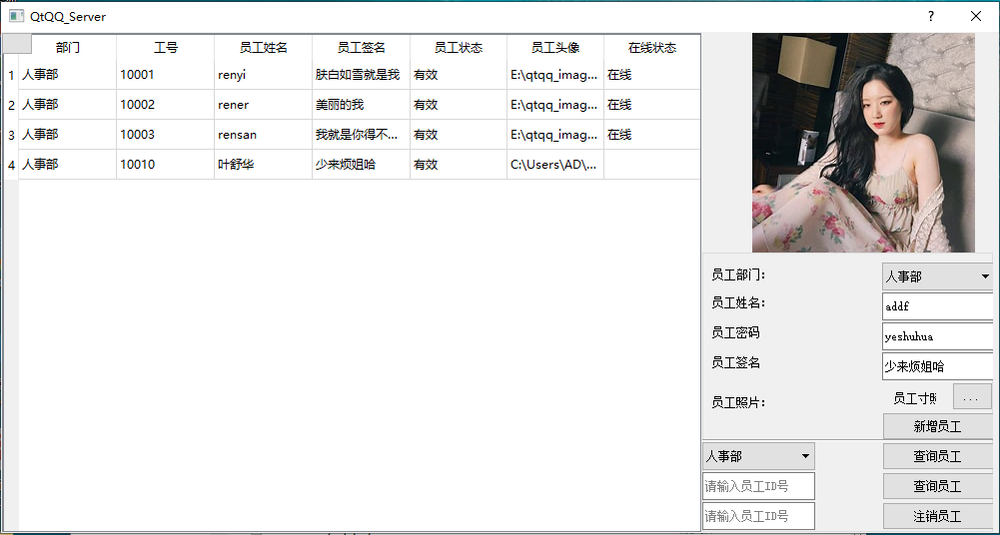 QtQQ_Server
部门 工号 员工姓名 员工签名 员工状态 员工头像 在线状态
1 人事部 10001 renyi 肤白如雪就是我 有效 E:\qtqq_imag... 在线
2 人事部 10002 rener 美丽的我 有效 E:\qtqq_imag... 在线
3 人事部 10003 rensan 我就是你得不... 有效 E:\qtqq_imag... 在线
4 人事部 10010 叶舒华 少来烦姐哈 有效 C:\Users\AD\...
员工部门： 人事部
员工姓名： addf
员工密码 yeshuhua
员工签名 少来烦姐哈
员工照片： 员工寸照 ...
新增员工
人事部 查询员工
请输入员工ID号 查询员工
请输入员工ID号 注销员工